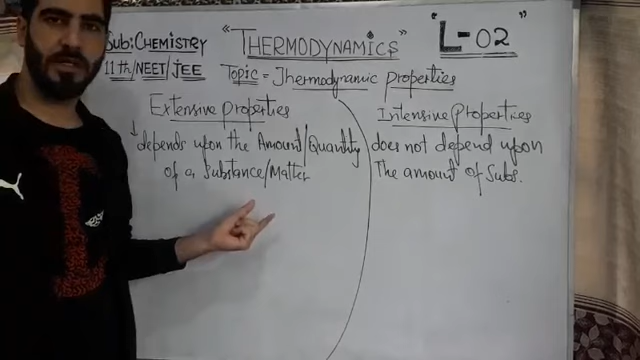 Sub: CHEMISTRY
"THERMODYNAMICS"
"L-02"
11th/NEET/JEE
Topic = Thermodynamic properties
Extensive properties
depends upon the Amount/Quantity
of a Substance/Matter
Intensive Properties
does not depend upon
The amount of Subs.